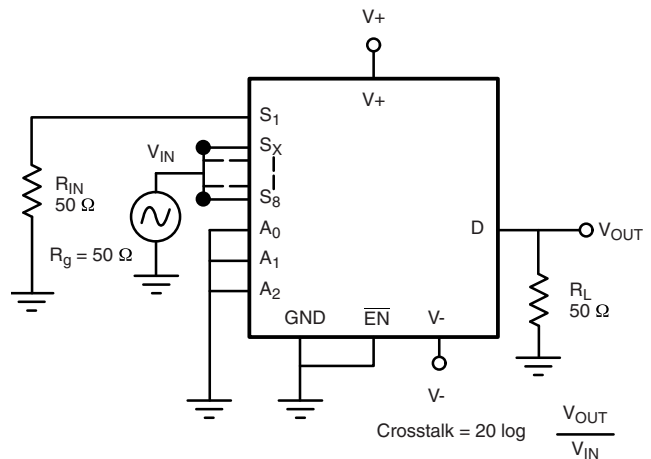 V+
V+
S1
SX
VIN
RIN
50 Ω
S8
A0
D
VOUT
Rg = 50 Ω
A1
A2
RL
50 Ω
GND
EN
V-
V-
Crosstalk = 20 log VOUT
VIN